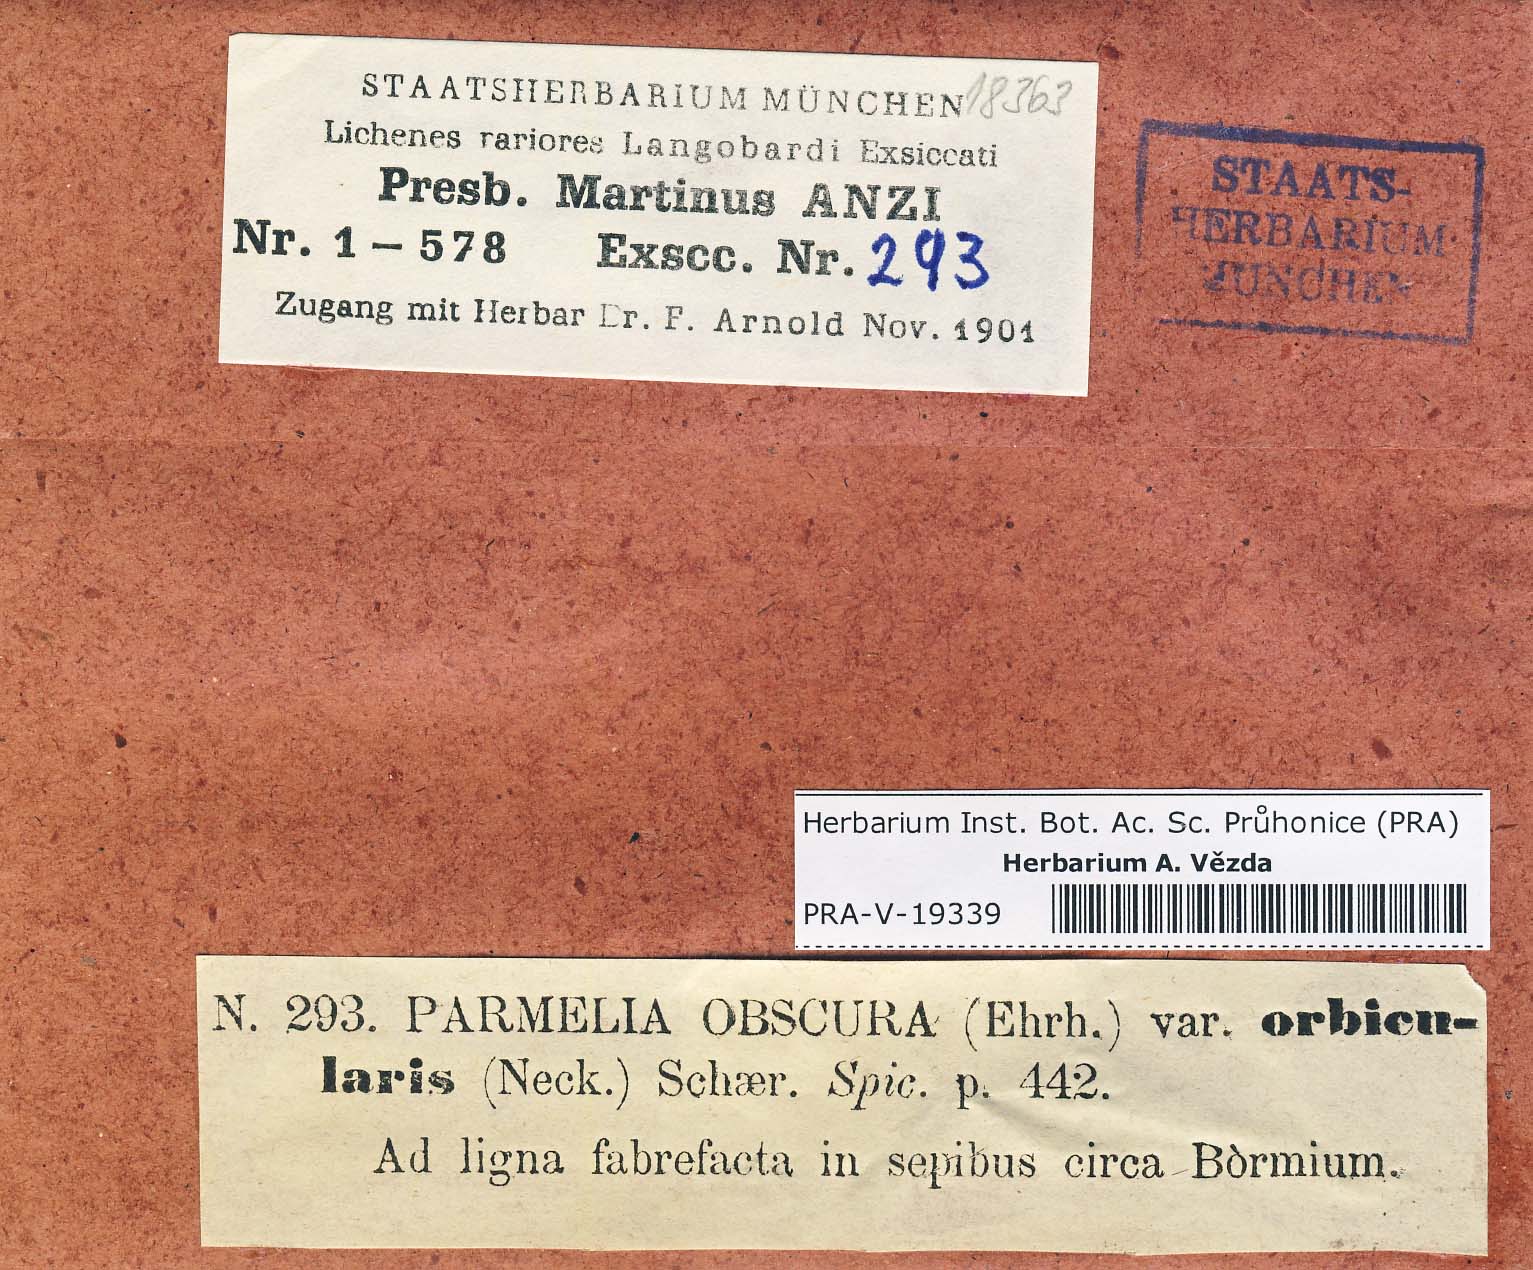 STAATSHERBARIUM MÜNCHEN 18363
Lichenes rariores Langobardi Exsiccati
Presb. Martinus ANZI
Nr. 1 – 578 Exscc. Nr. 293
Zugang mit Herbar Dr. F. Arnold Nov. 1901
STAATS-
HERBARIUM
MÜNCHEN
Herbarium Inst. Bot. Ac. Sc. Průhonice (PRA)
Herbarium A. Vězda
PRA-V-19339
N. 293. PARMELIA OBSCURA (Ehrh.) var. orbicu-
laris (Neck.) Schær. Spic. p. 442.
Ad ligna fabrefacta in sepibus circa Bòrmium.